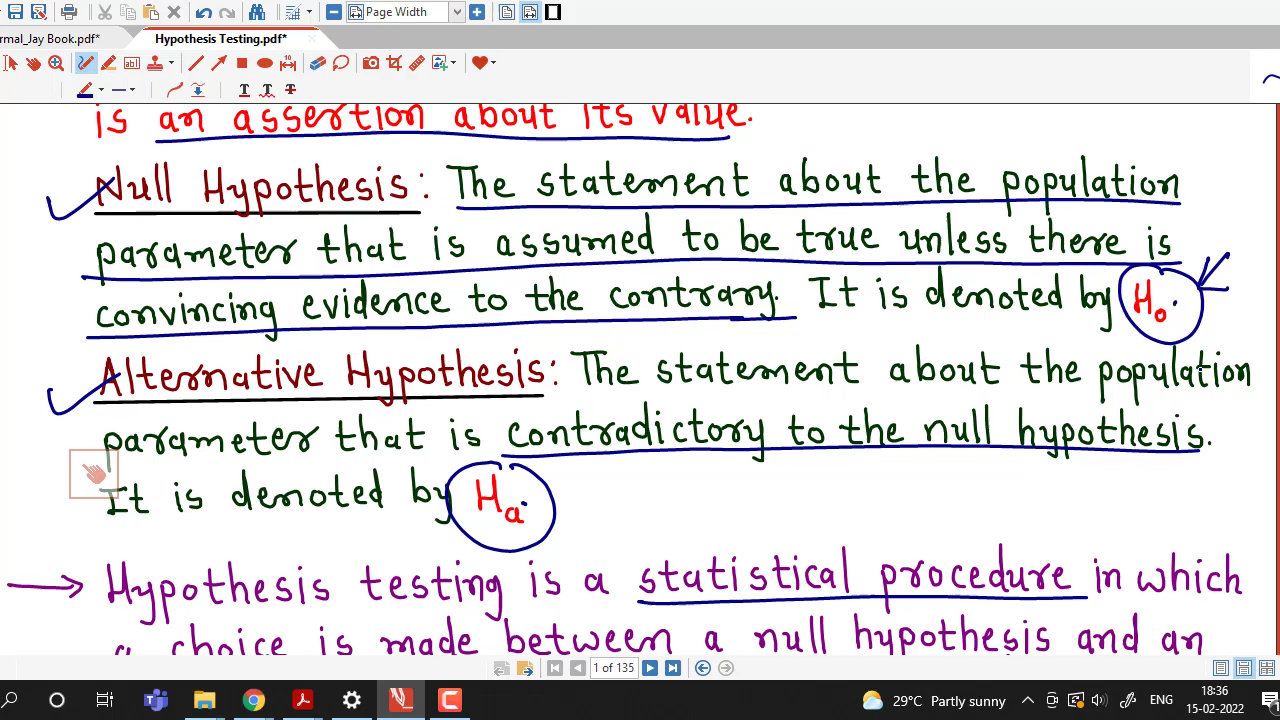 Page Width
rmal_Jay Book.pdf*
Hypothesis Testing.pdf*
is an assertion about its value.
Null Hypothesis: The statement about the population
parameter that is assumed to be true unless there is
convincing evidence to the contrary. It is denoted by Ho.
Alternative Hypothesis: The statement about the population
parameter that is contradictory to the null hypothesis.
It is denoted by Ha.
Hypothesis testing is a statistical procedure in which
a choice is made between a null hypothesis and an
1 of 135
29°C Partly sunny
ENG
18:36
15-02-2022